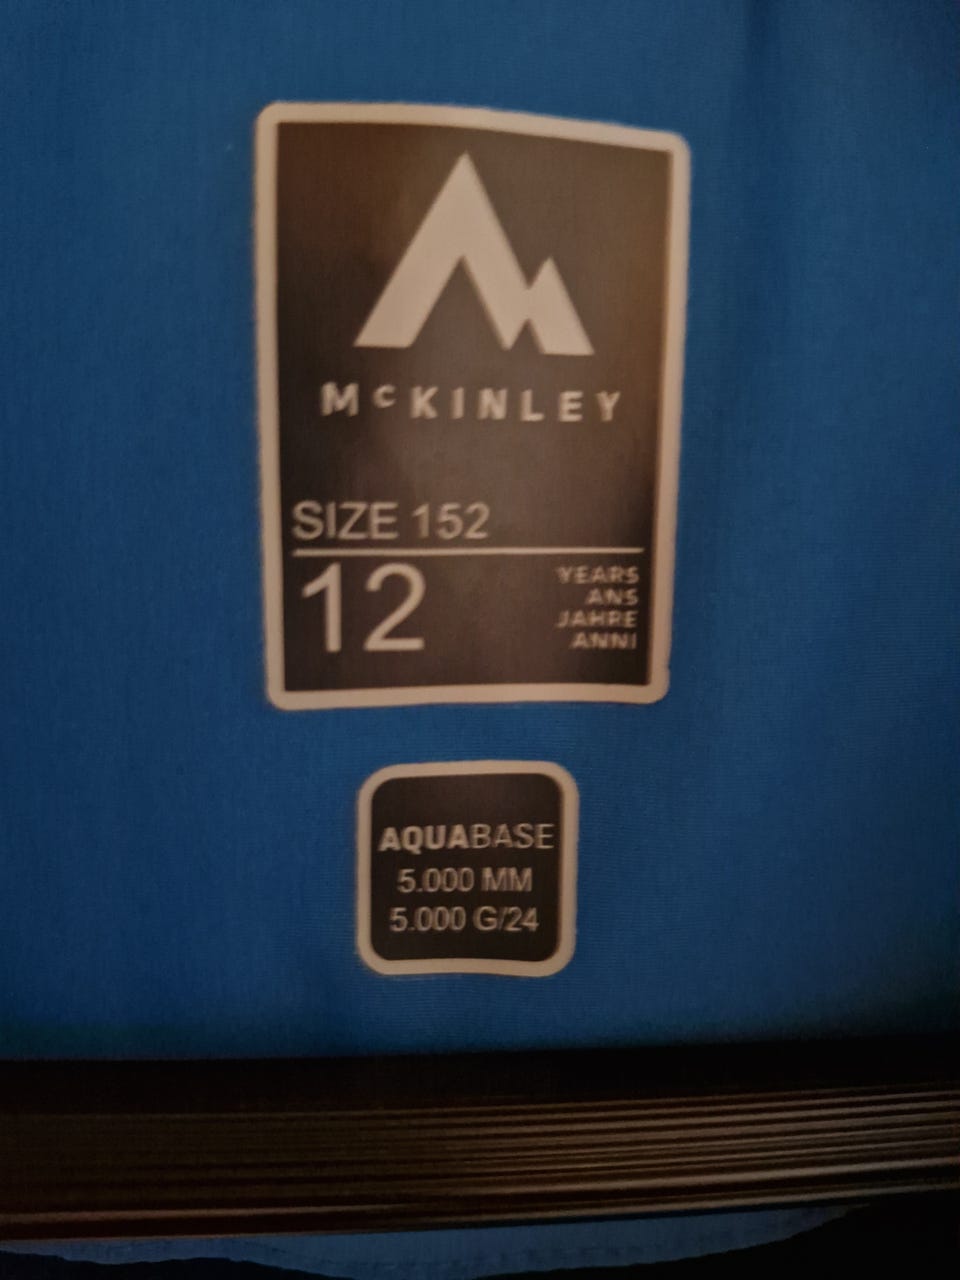 McKINLEY
SIZE 152
12
YEARS
ANS
JAHRE
ANNI
AQUABASE
5.000 MM
5.000 G/24